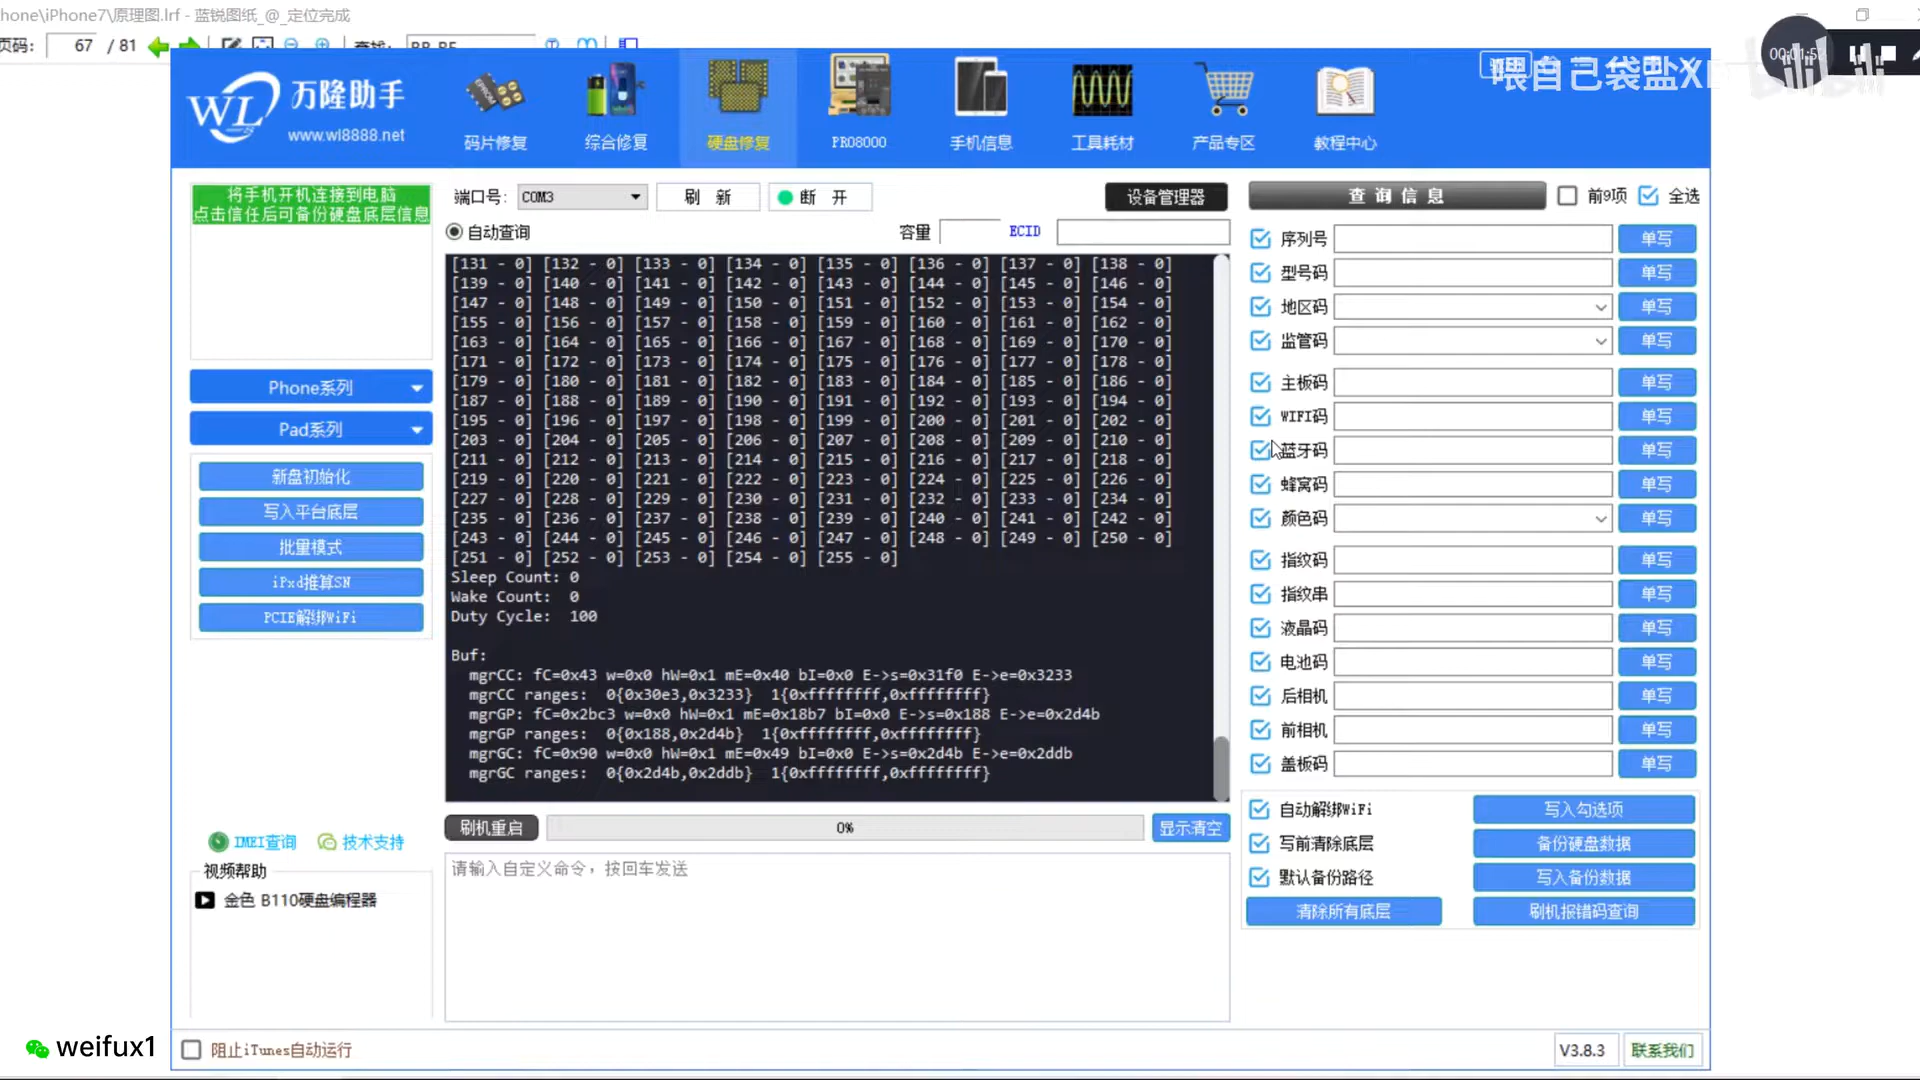 hone\iPhone7\原理图.lrf - 蓝锐图纸_@_定位完成
页码: 67 / 81
00:01:5
喂自己袋盐X
万隆助手
www.wl8888.net
码片修复 综合修复 硬盘修复 PRO8000 手机信息 工具耗材 产品专区 教程中心
将手机开机连接到电脑
点击信任后可备份硬盘底层信息
端口号: COM3 刷 新 断 开 设备管理器
自动查询 容量 ECID
查 询 信 息 前9项 全选
[131 - 0] [132 - 0] [133 - 0] [134 - 0] [135 - 0] [136 - 0] [137 - 0] [138 - 0]
[139 - 0] [140 - 0] [141 - 0] [142 - 0] [143 - 0] [144 - 0] [145 - 0] [146 - 0]
[147 - 0] [148 - 0] [149 - 0] [150 - 0] [151 - 0] [152 - 0] [153 - 0] [154 - 0]
[155 - 0] [156 - 0] [157 - 0] [158 - 0] [159 - 0] [160 - 0] [161 - 0] [162 - 0]
[163 - 0] [164 - 0] [165 - 0] [166 - 0] [167 - 0] [168 - 0] [169 - 0] [170 - 0]
[171 - 0] [172 - 0] [173 - 0] [174 - 0] [175 - 0] [176 - 0] [177 - 0] [178 - 0]
[179 - 0] [180 - 0] [181 - 0] [182 - 0] [183 - 0] [184 - 0] [185 - 0] [186 - 0]
[187 - 0] [188 - 0] [189 - 0] [190 - 0] [191 - 0] [192 - 0] [193 - 0] [194 - 0]
[195 - 0] [196 - 0] [197 - 0] [198 - 0] [199 - 0] [200 - 0] [201 - 0] [202 - 0]
[203 - 0] [204 - 0] [205 - 0] [206 - 0] [207 - 0] [208 - 0] [209 - 0] [210 - 0]
[211 - 0] [212 - 0] [213 - 0] [214 - 0] [215 - 0] [216 - 0] [217 - 0] [218 - 0]
[219 - 0] [220 - 0] [221 - 0] [222 - 0] [223 - 0] [224 - 0] [225 - 0] [226 - 0]
[227 - 0] [228 - 0] [229 - 0] [230 - 0] [231 - 0] [232 - 0] [233 - 0] [234 - 0]
[235 - 0] [236 - 0] [237 - 0] [238 - 0] [239 - 0] [240 - 0] [241 - 0] [242 - 0]
[243 - 0] [244 - 0] [245 - 0] [246 - 0] [247 - 0] [248 - 0] [249 - 0] [250 - 0]
[251 - 0] [252 - 0] [253 - 0] [254 - 0] [255 - 0]
Sleep Count: 0
Wake Count: 0
Duty Cycle: 100
Buf:
mgrCC: fC=0x43 w=0x0 hW=0x1 mE=0x40 bI=0x0 E->s=0x31f0 E->e=0x3233
mgrCC ranges: 0{0x30e3,0x3233} 1{0xffffffff,0xffffffff}
mgrGP: fC=0x2bc3 w=0x0 hW=0x1 mE=0x18b7 bI=0x0 E->s=0x188 E->e=0x2d4b
mgrGP ranges: 0{0x188,0x2d4b} 1{0xffffffff,0xffffffff}
mgrGC: fC=0x90 w=0x0 hW=0x1 mE=0x49 bI=0x0 E->s=0x2d4b E->e=0x2ddb
mgrGC ranges: 0{0x2d4b,0x2ddb} 1{0xffffffff,0xffffffff}
刷机重启 0% 显示清空
请输入自定义命令，按回车发送
Phone系列
Pad系列
新盘初始化
写入平台底层
批量模式
iPxd推算SN
PCIE解绑WiFi
IMEI查询 技术支持
视频帮助
金色 B110硬盘编程器
序列号 单写
型号码 单写
地区码 单写
监管码 单写
主板码 单写
WIFI码 单写
蓝牙码 单写
蜂窝码 单写
颜色码 单写
指纹码 单写
指纹串 单写
液晶码 单写
电池码 单写
后相机 单写
前相机 单写
盖板码 单写
自动解绑WiFi 写入勾选项
写前清除底层 备份硬盘数据
默认备份路径 写入备份数据
清除所有底层 刷机报错码查询
weifux1
阻止iTunes自动运行
V3.8.3 联系我们